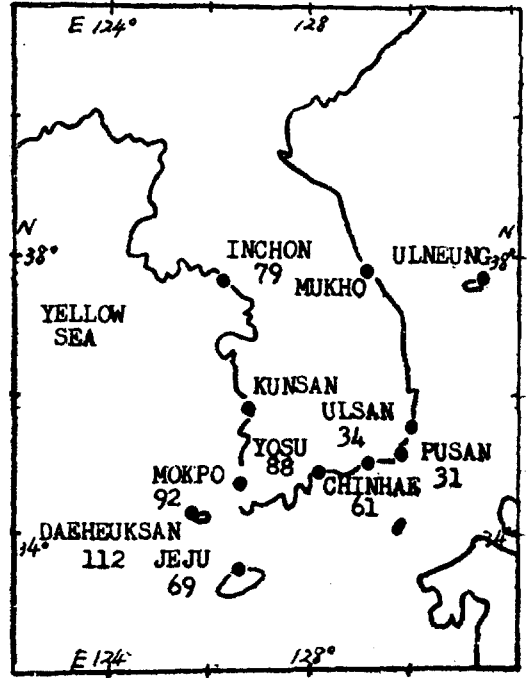 E 124° 128
N N
38° 38°
INCHON
79
ULNEUNG
MUKHO
YELLOW
SEA
KUNSAN
ULSAN
34
YOSU
88
PUSAN
31
MOKPO
92
CHINHAE
61
DAEHEUKSAN
112
JEJU
69
34° 34
E 124 128°